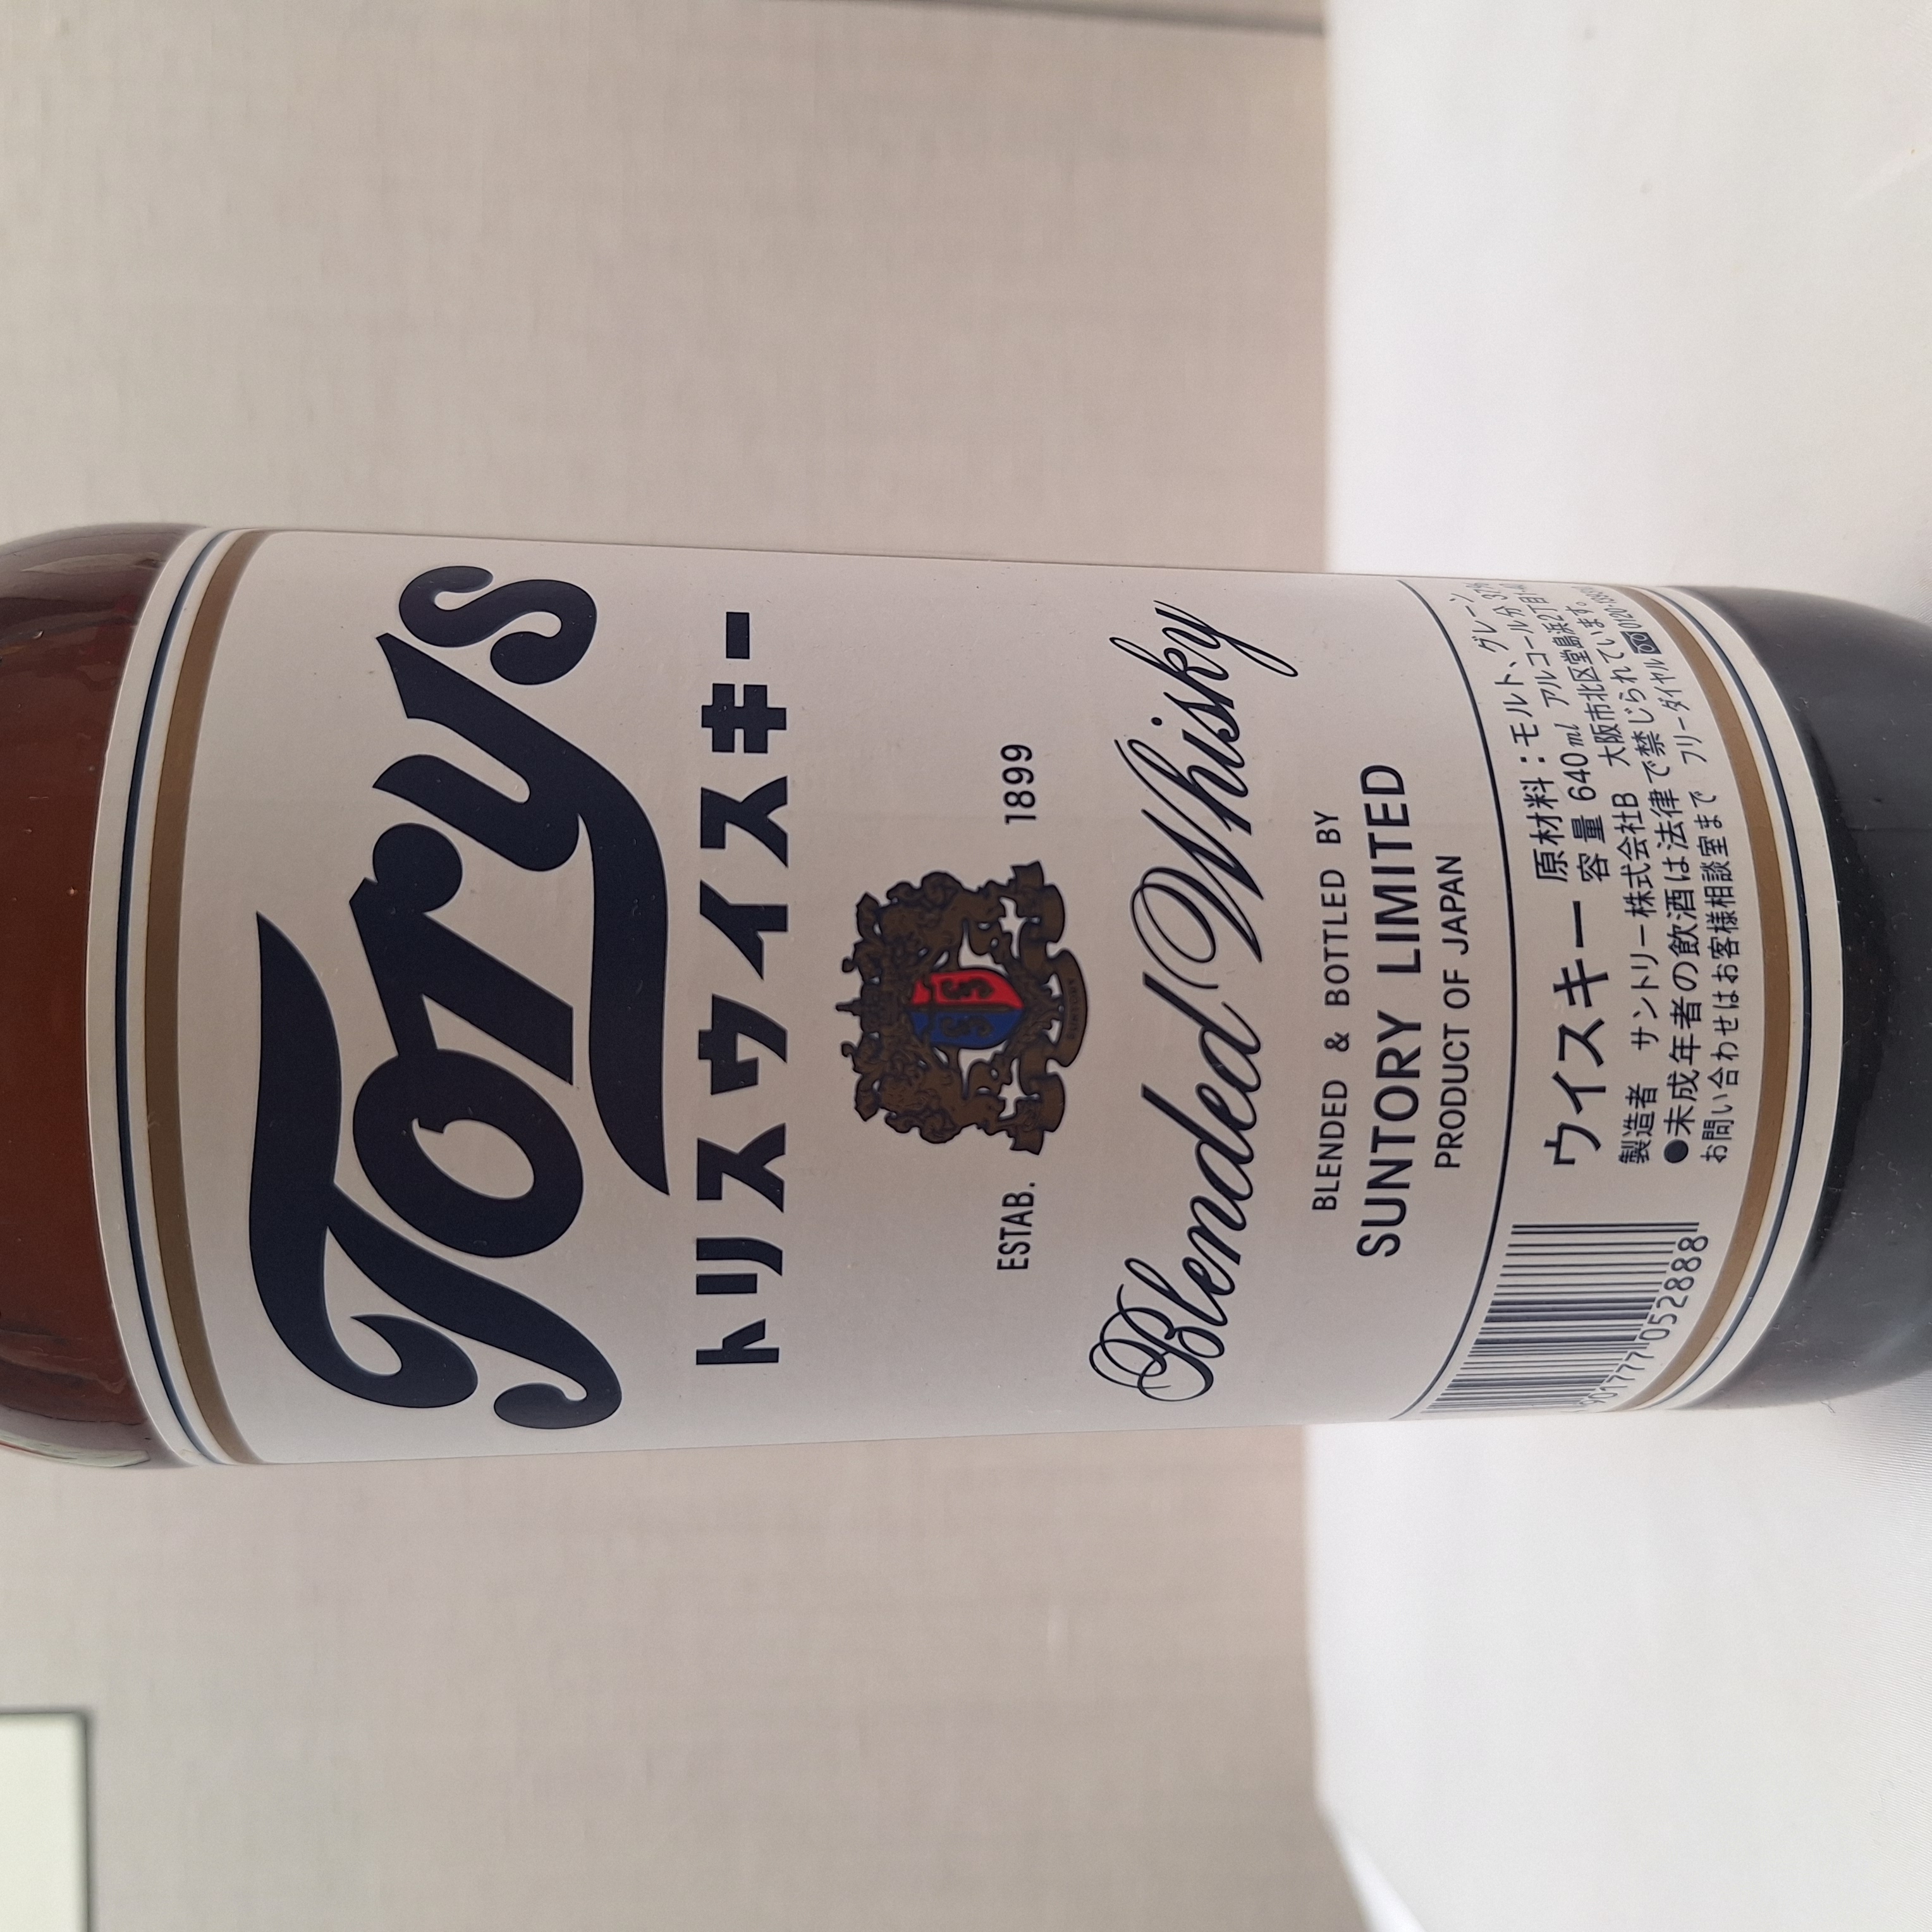 Torys
トリスウイスキー
ESTAB. 1899
SUNTORY
Blended Whisky
BLENDED & BOTTLED BY
SUNTORY LIMITED
PRODUCT OF JAPAN
ウイスキー
原材料：モルト、グレーン
容量 640ml アルコール分 37%
製造者 サントリー株式会社B 大阪市北区堂島浜2丁目
●未成年者の飲酒は法律で禁じられています。
お問い合わせはお客様相談室まで フリーダイヤル 0120
901777 052888